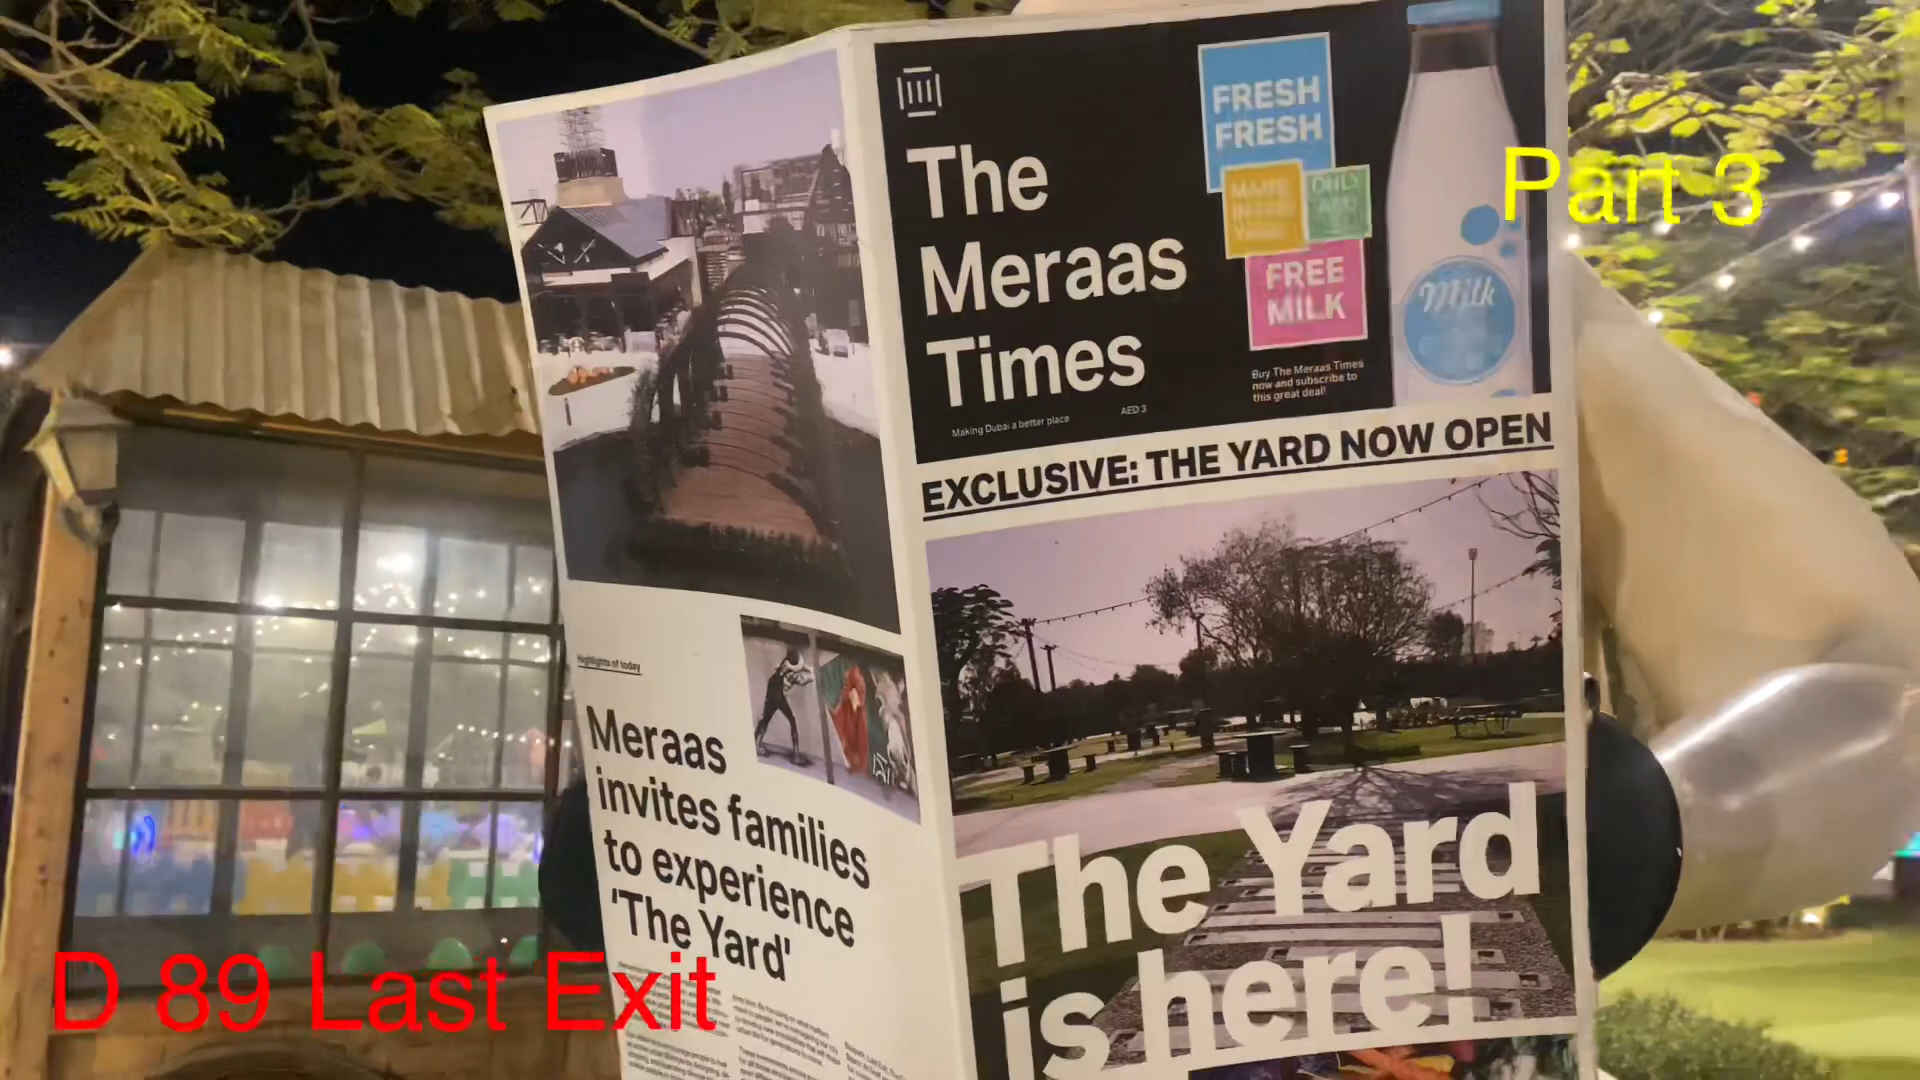 The
Meraas
Times
Making Dubai a better place
AED 3
FRESH
FRESH
FREE
MILK
Milk
Buy The Meraas Times
now and subscribe to
this great deal!
Part 3
EXCLUSIVE: THE YARD NOW OPEN
Highlights of today
Meraas
invites families
to experience
'The Yard'
The Yard
is here!
D 89 Last Exit